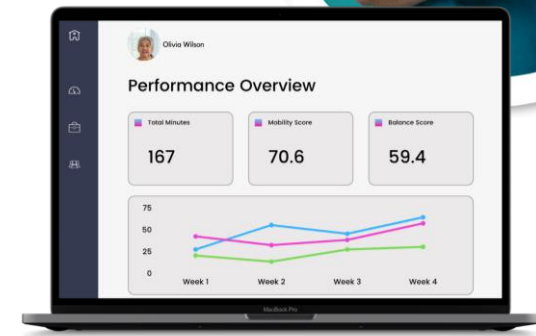 Olivia Wilson
Performance Overview
Total Minutes
Mobility Score
Balance Score
167
70.6
59.4
75
50
25
0
Week 1
Week 2
Week 3
Week 4
MacBook Pro